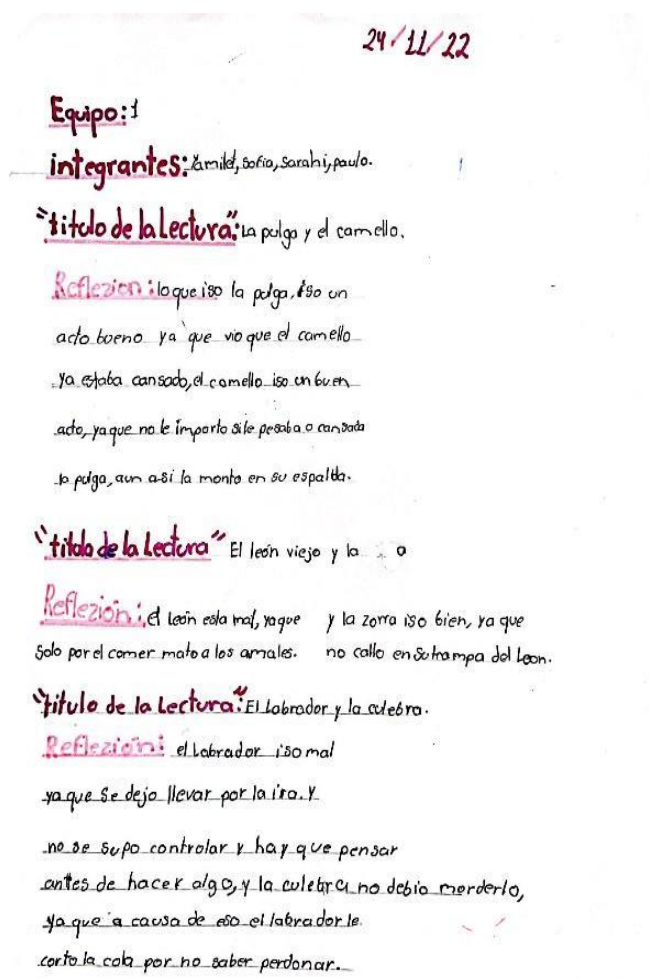 24/11/22
Equipo:1
integrantes: Yamilet, Sofia, Sarahi, paulo.
"titulo de la Lectura": La pulga y el camello.
Reflezion: lo que iso la pulga, iso un
acto bueno ya que vio que el camello
ya estaba cansado, el camello iso un buen
acto, ya que no le importo si le pesaba o cansada
la pulga, aun a si la monto en su espalda.
"titulo de la Lectura" El león viejo y la
Reflezión: el León esta mal, ya que y la zorra iso bien, ya que
Solo por el comer mato a los amales. no callo en su trampa del Leon.
"titulo de la Lectura": El Labrador y la culebra.
Reflezión: el Labrador iso mal
ya que se dejo llevar por la ira. Y
no se supo controlar y hay que pensar
antes de hacer algo, y la culebra no debio morderlo,
ya que a causa de eso el labrador le
corto la cola por no saber perdonar.